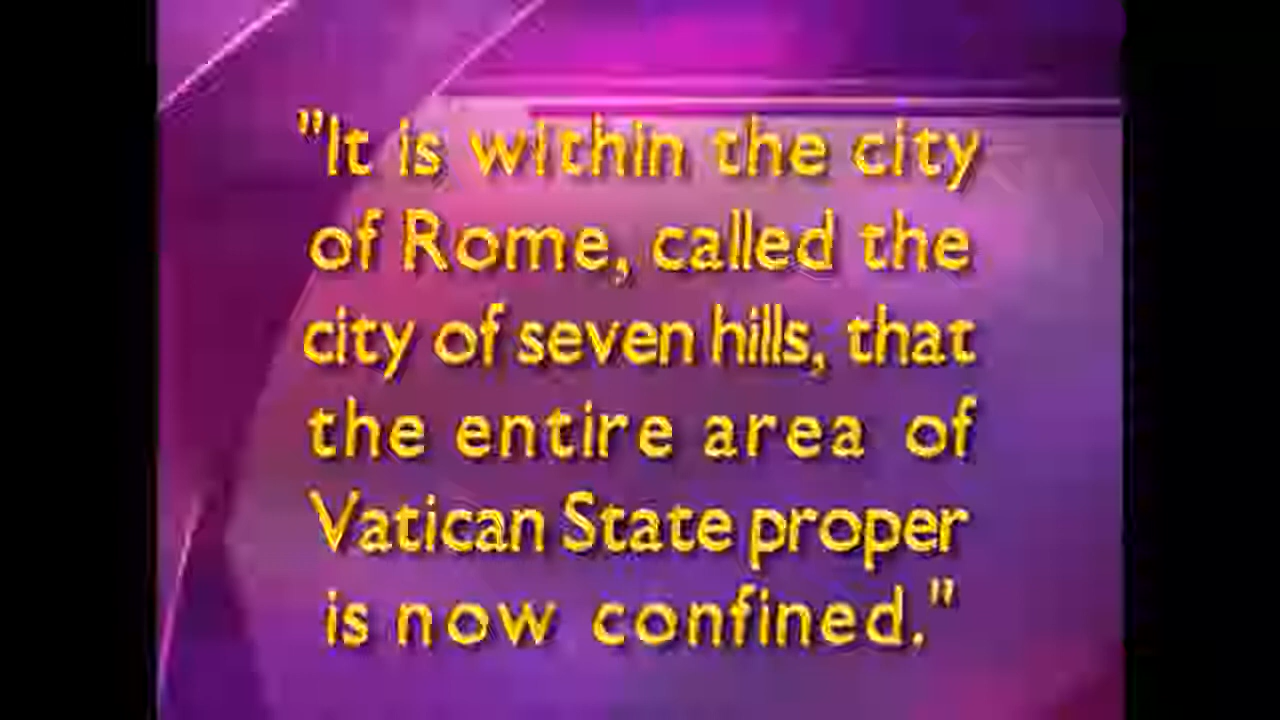 "It is within the city
of Rome, called the
city of seven hills, that
the entire area of
Vatican State proper
is now confined."